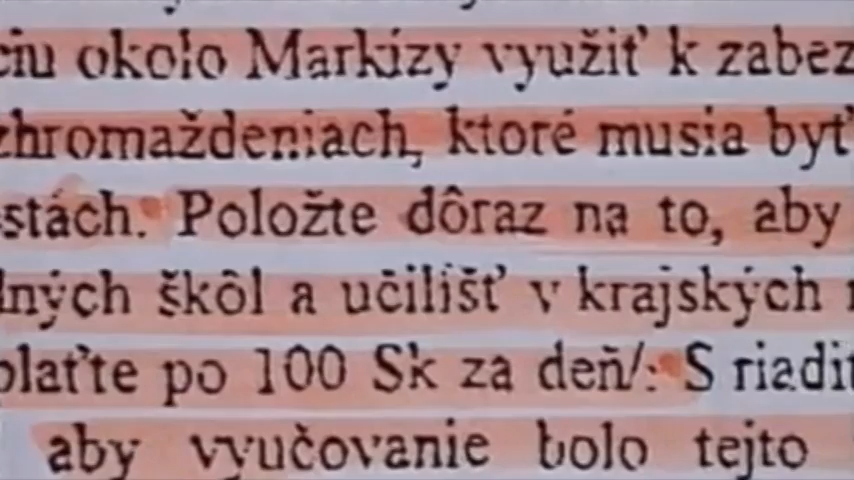 ciu okolo Markízy využiť k zabez
zhromaždeniach, ktoré musia byť
stách. Položte dôraz na to, aby
ných škôl a učilíšť v krajských
plaťte po 100 Sk za deň/: S riadit
aby vyučovanie bolo tejto